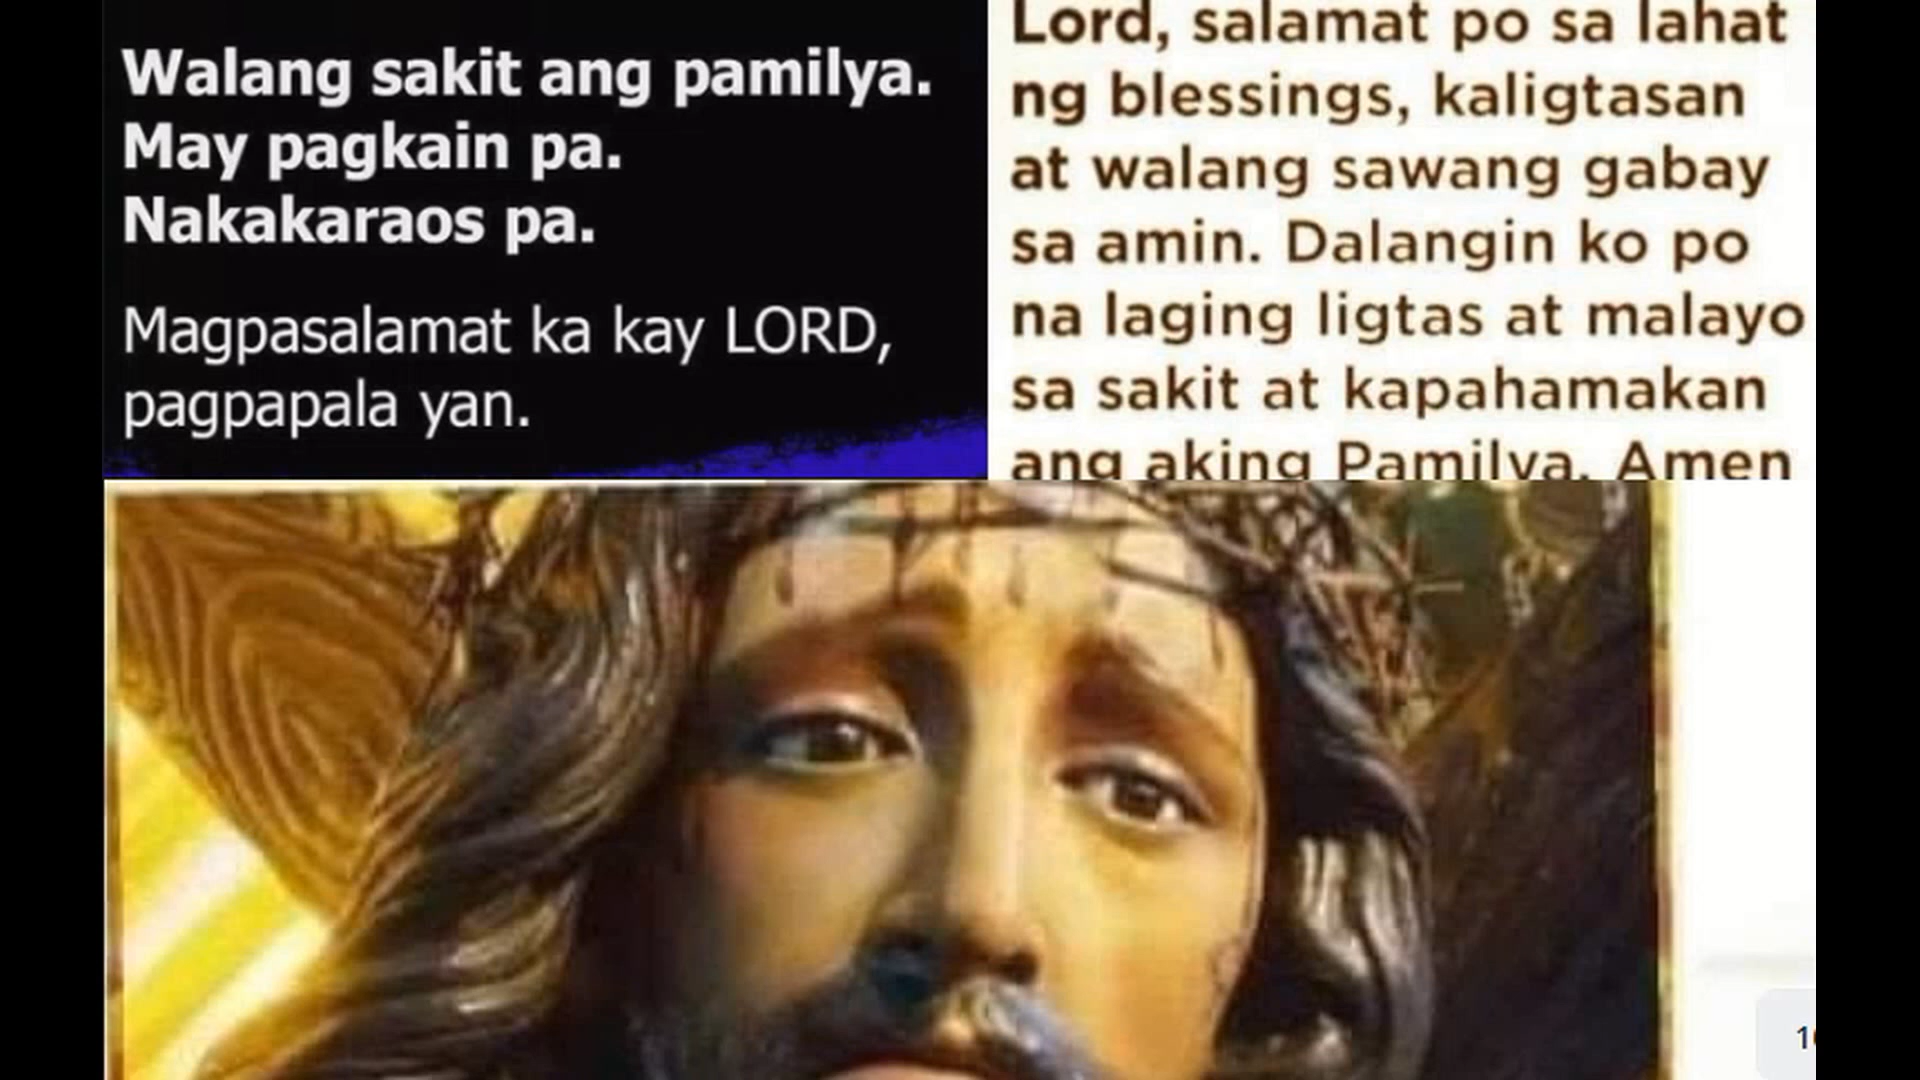 Walang sakit ang pamilya.
May pagkain pa.
Nakakaraos pa.
Magpasalamat ka kay LORD,
pagpapala yan.
Lord, salamat po sa lahat
ng blessings, kaligtasan
at walang sawang gabay
sa amin. Dalangin ko po
na laging ligtas at malayo
sa sakit at kapahamakan
ang aking Pamilya. Amen